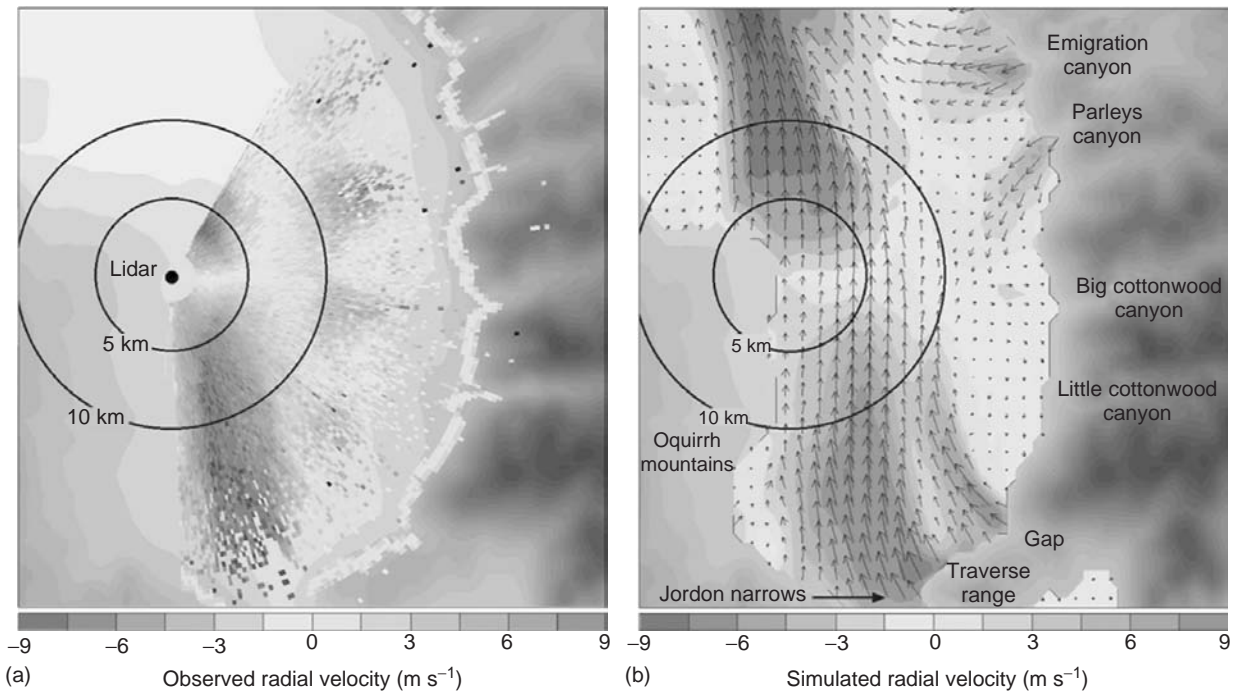 Lidar
5 km
10 km
−9 −6 −3 0 3 6 9
(a) Observed radial velocity (m s⁻¹)
Emigration
canyon
Parleys
canyon
Big cottonwood
canyon
Little cottonwood
canyon
5 km
10 km
Oquirrh
mountains
Gap
Traverse
range
Jordon narrows
−9 −6 −3 0 3 6 9
(b) Simulated radial velocity (m s⁻¹)